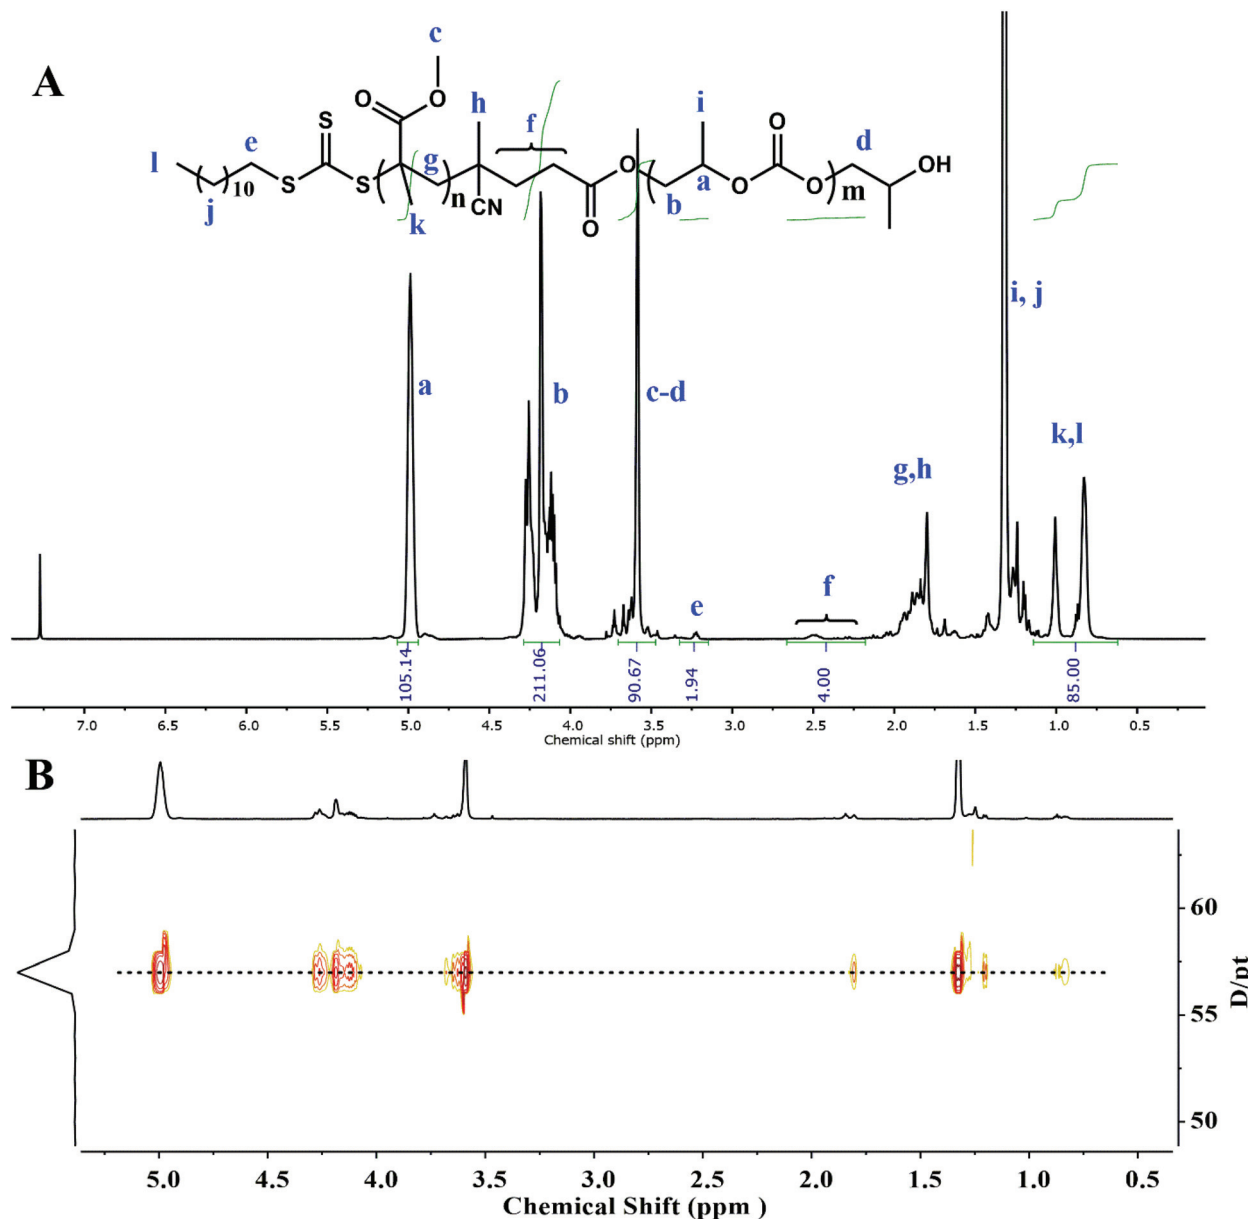 A
c
O
O
h
i
f
S
O
e
l
g
O
d
OH
10
S
S
n
O
a
O
O
m
j
k
CN
O
b
i, j
a
b
c-d
k,l
g,h
e
f
105.14
211.06
90.67
1.94
4.00
85.00
7.0 6.5 6.0 5.5 5.0 4.5 4.0 3.5 3.0 2.5 2.0 1.5 1.0 0.5
Chemical shift (ppm)
B
60
55
50
D/pt
5.0 4.5 4.0 3.5 3.0 2.5 2.0 1.5 1.0 0.5
Chemical Shift (ppm )